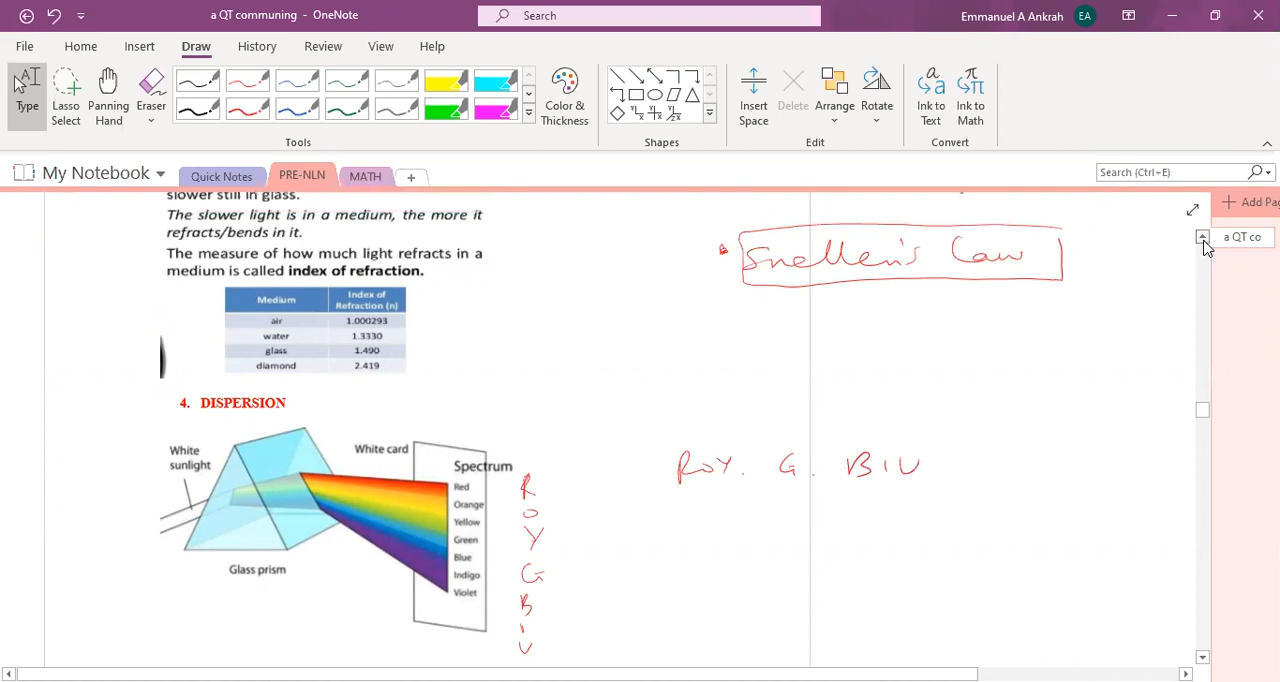 a QT communing - OneNote
Search
Emmanuel A Ankrah
EA
File
Home
Insert
Draw
History
Review
View
Help
Type
Lasso Select
Panning Hand
Eraser
Color & Thickness
Insert Space
Delete
Arrange
Rotate
Ink to Text
Ink to Math
Tools
Shapes
Edit
Convert
My Notebook
Quick Notes
PRE-NLN
MATH
Search (Ctrl+E)
Add Pag
a QT co
slower still in glass.
The slower light is in a medium, the more it
refracts/bends in it.
The measure of how much light refracts in a
medium is called index of refraction.
Medium Index of Refraction (n)
air 1.000293
water 1.3330
glass 1.490
diamond 2.419
Snellen's Law
4. DISPERSION
White sunlight
White card
Spectrum
Red
Orange
Yellow
Green
Blue
Indigo
Violet
Glass prism
R
O
Y
G
B
I
V
ROY. G. BIV